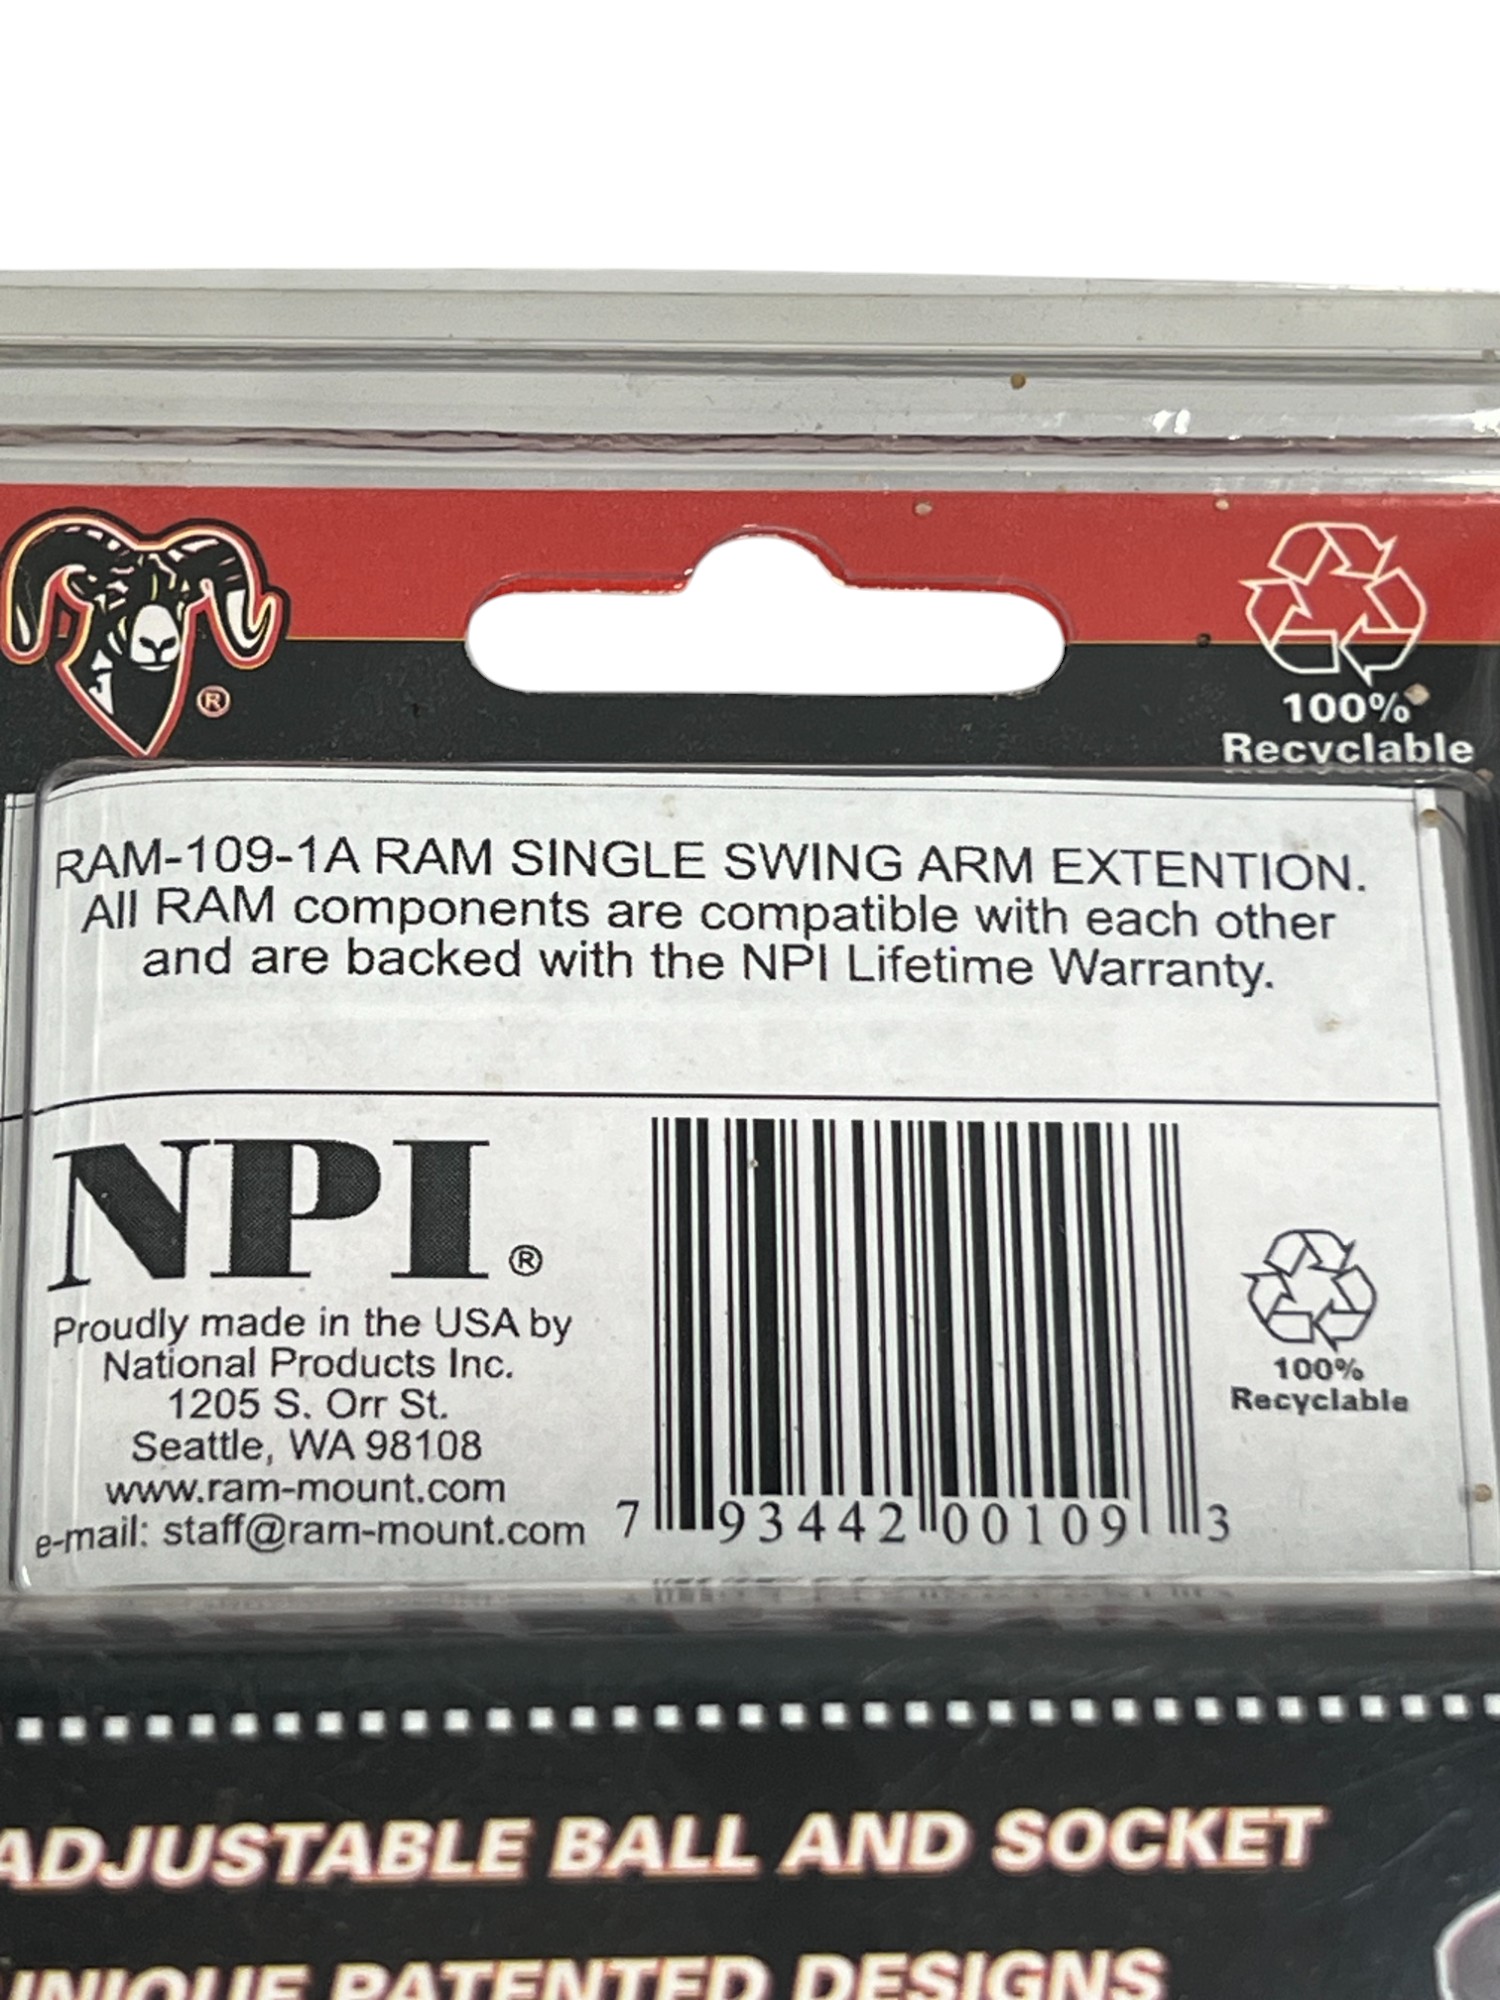 ®
100%
Recyclable
RAM-109-1A RAM SINGLE SWING ARM EXTENTION.
All RAM components are compatible with each other
and are backed with the NPI Lifetime Warranty.
NPI®
Proudly made in the USA by
National Products Inc.
1205 S. Orr St.
Seattle, WA 98108
www.ram-mount.com
e-mail: staff@ram-mount.com
7 93442 00109 3
100%
Recyclable
ADJUSTABLE BALL AND SOCKET
UNIQUE PATENTED DESIGNS